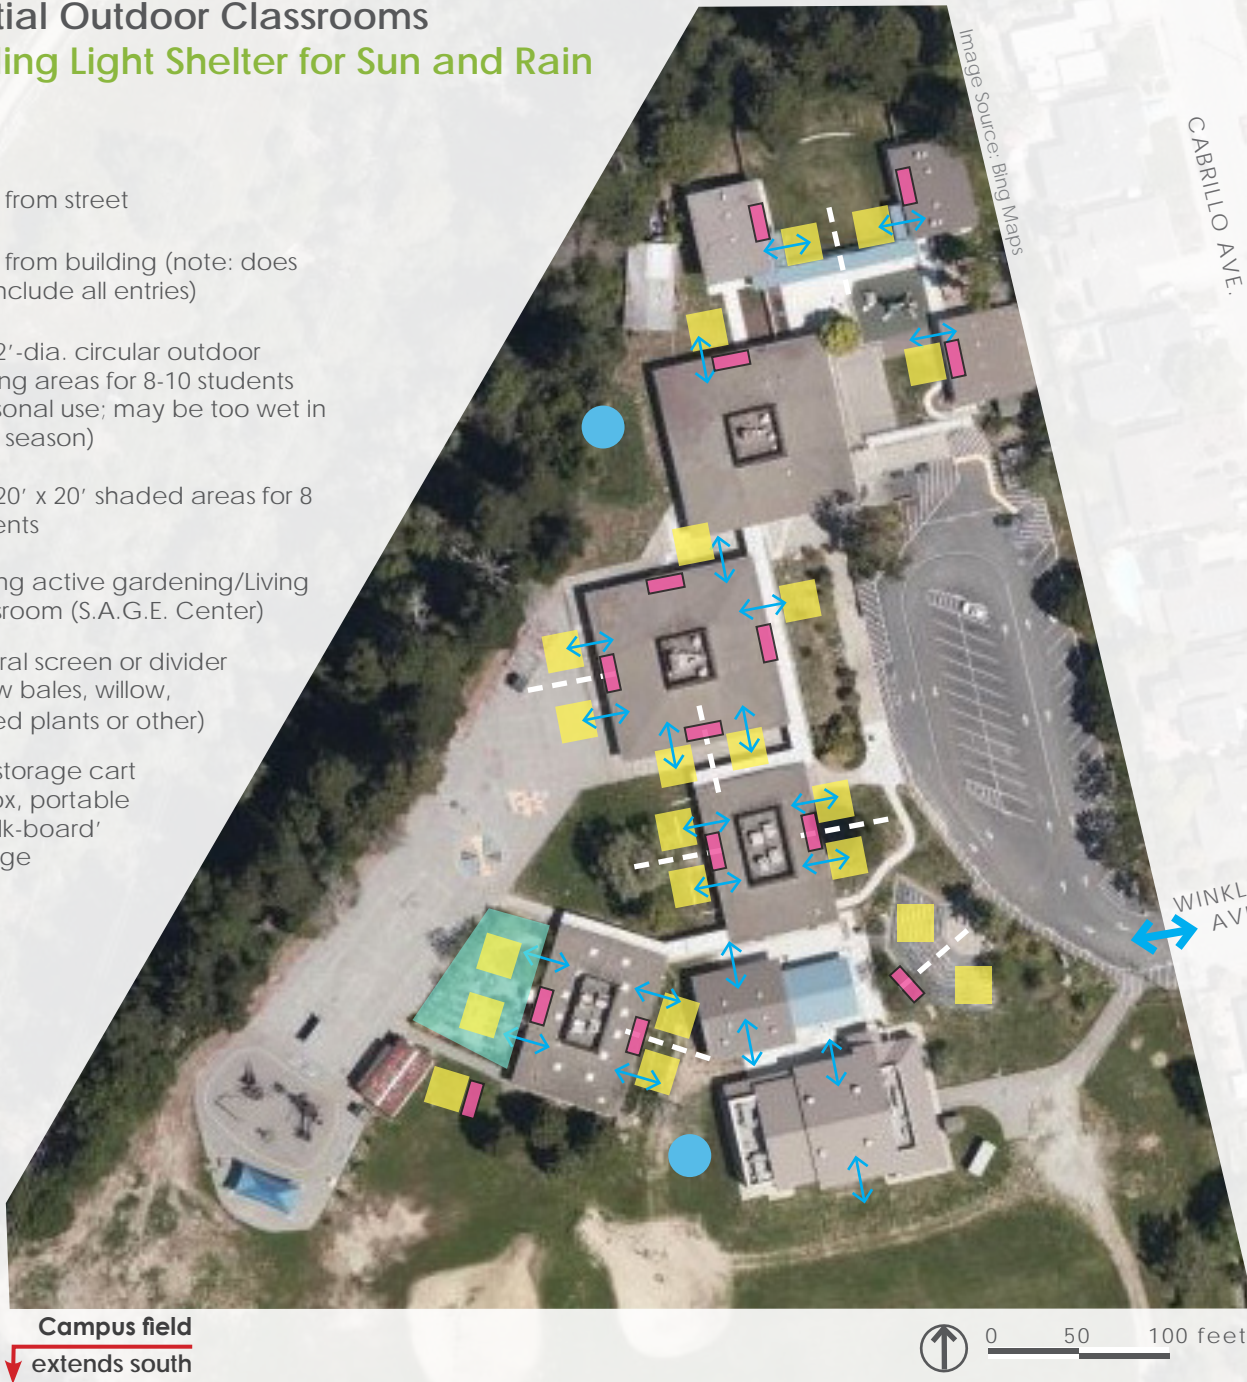 tial Outdoor Classrooms
ling Light Shelter for Sun and Rain
from street
from building (note: does
nclude all entries)
2'-dia. circular outdoor
ng areas for 8-10 students
sonal use; may be too wet in
season)
20' x 20' shaded areas for 8
ents
ng active gardening/Living
sroom (S.A.G.E. Center)
ral screen or divider
w bales, willow,
ed plants or other)
storage cart
ox, portable
lk-board'
ge
Image Source: Bing Maps
CABRILLO AVE.
WINKL
AV
Campus field
extends south
0 50 100 feet